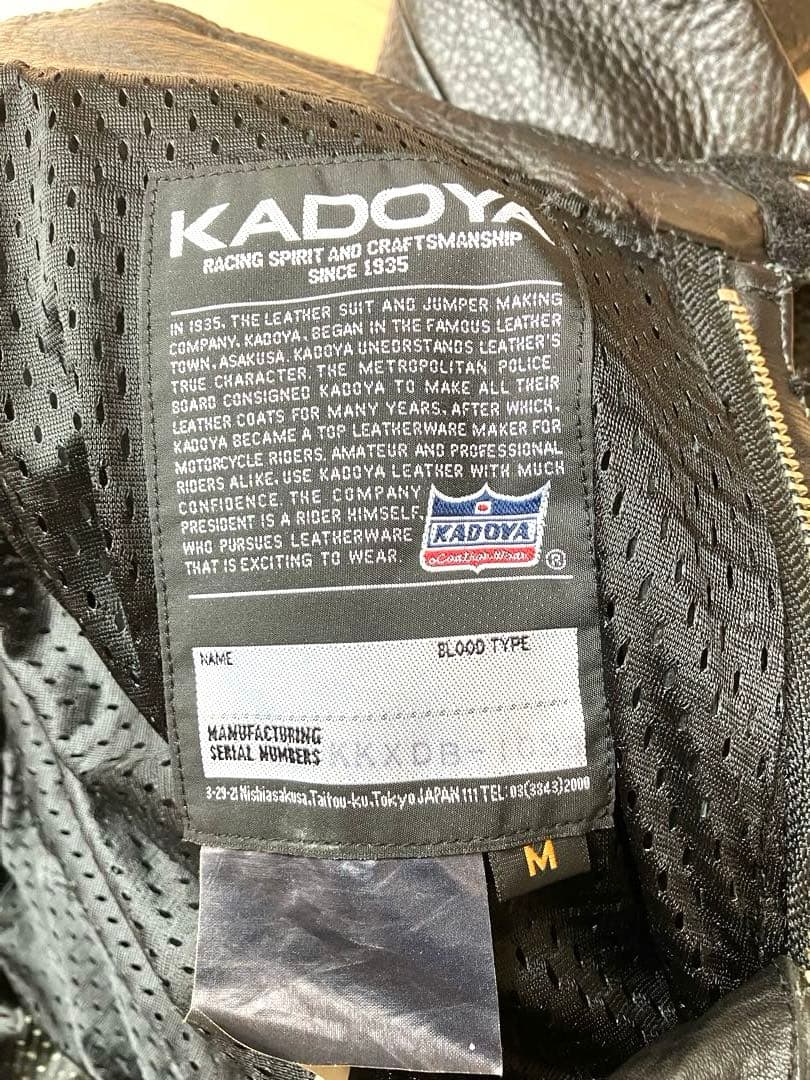 KADOYA
RACING SPIRIT AND CRAFTSMANSHIP
SINCE 1935
IN 1935, THE LEATHER SUIT AND JUMPER MAKING
COMPANY, KADOYA, BEGAN IN THE FAMOUS LEATHER
TOWN, ASAKUSA. KADOYA UNEDRSTANDS LEATHER'S
TRUE CHARACTER. THE METROPOLITAN POLICE
BOARD CONSIGNED KADOYA TO MAKE ALL THEIR
LEATHER COATS FOR MANY YEARS. AFTER WHICH,
KADOYA BECAME A TOP LEATHERWARE MAKER FOR
MOTORCYCLE RIDERS. AMATEUR AND PROFESSIONAL
RIDERS ALIKE, USE KADOYA LEATHER WITH MUCH
CONFIDENCE. THE COMPANY
PRESIDENT IS A RIDER HIMSELF
WHO PURSUES LEATHERWARE
THAT IS EXCITING TO WEAR.
KADOYA
Leather Wear
®
NAME BLOOD TYPE
MANUFACTURING
SERIAL NUMBERS KKXDB-
3-29-21 Nishiasakusa,Taitou-ku,Tokyo JAPAN 111 TEL: 03(3843)2000
M